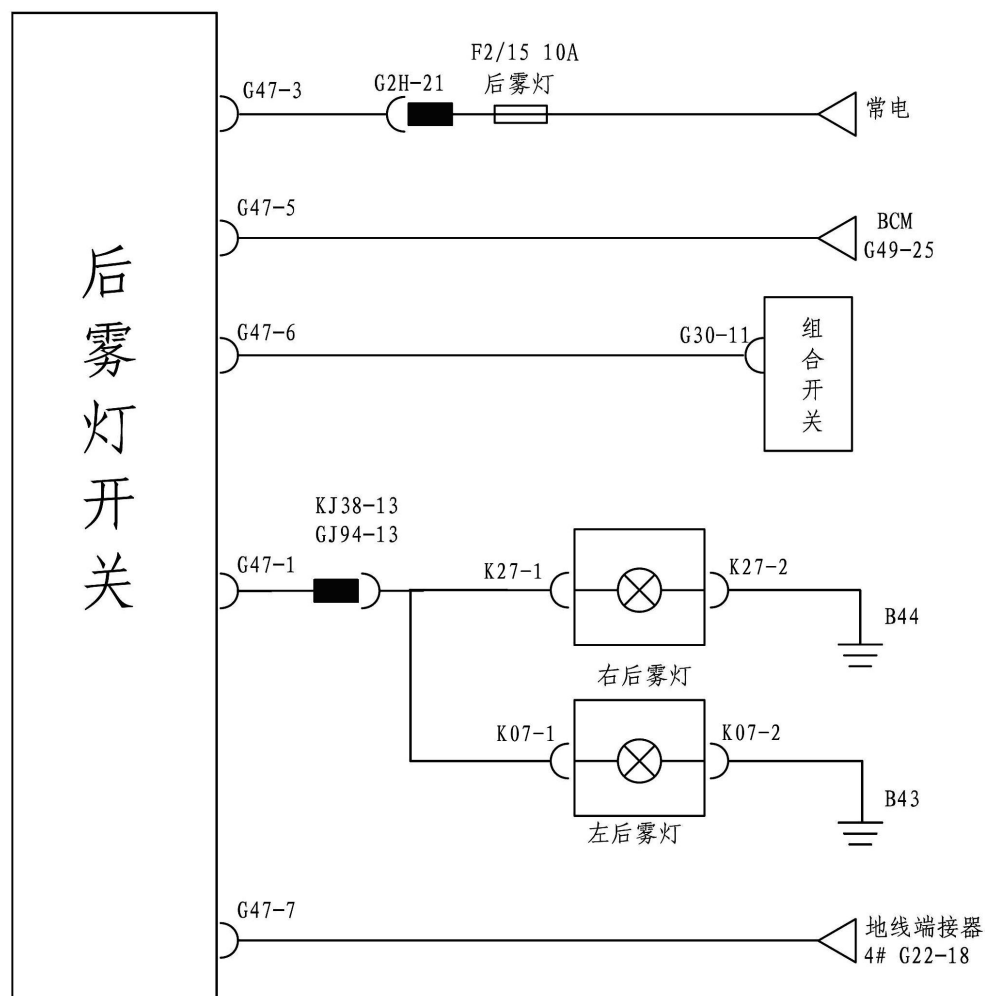 后雾灯开关
F2/15 10A
后雾灯
G2H-21
G47-3
常电
G47-5
BCM
G49-25
G47-6
G30-11
组合开关
KJ38-13
GJ94-13
G47-1
K27-1
K27-2
B44
右后雾灯
K07-1
K07-2
B43
左后雾灯
G47-7
地线端接器
4# G22-18